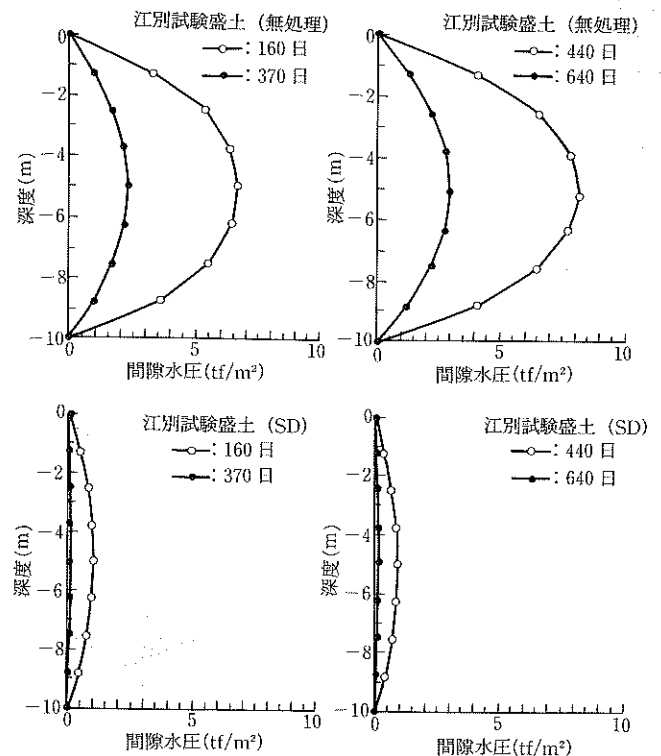 江別試験盛土 (無処理)
—○—：160 日
—●—：370 日
0
−2
−4
−6
−8
−10
深度(m)
0
5
10
間隙水圧(tf/m²)
江別試験盛土 (無処理)
—○—：440 日
—●—：640 日
0
−2
−4
−6
−8
−10
深度(m)
0
5
10
間隙水圧(tf/m²)
江別試験盛土 (SD)
—○—：160 日
—●—：370 日
0
−2
−4
−6
−8
−10
深度(m)
0
5
10
間隙水圧(tf/m²)
江別試験盛土 (SD)
—○—：440 日
—●—：640 日
0
−2
−4
−6
−8
−10
深度(m)
0
5
10
間隙水圧(tf/m²)